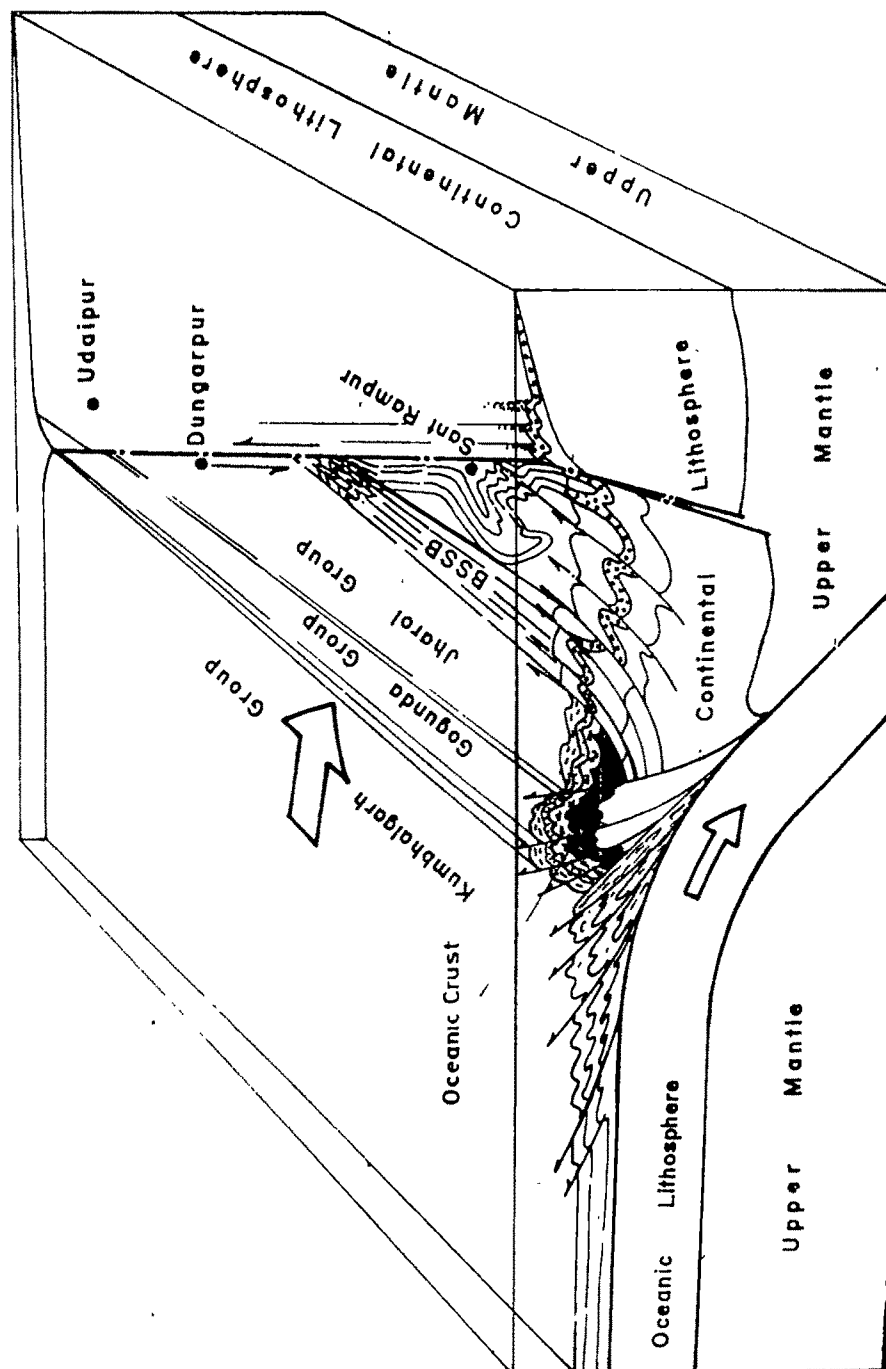 Upper Mantle
Continental Lithosphere
Udaipur
Dungarpur
Sant Rampur
BSSB
Jharol Group
Gogunda Group
Kumbhalgarh Group
Oceanic Crust
Continental Lithosphere
Upper Mantle
Oceanic Lithosphere
Upper Mantle